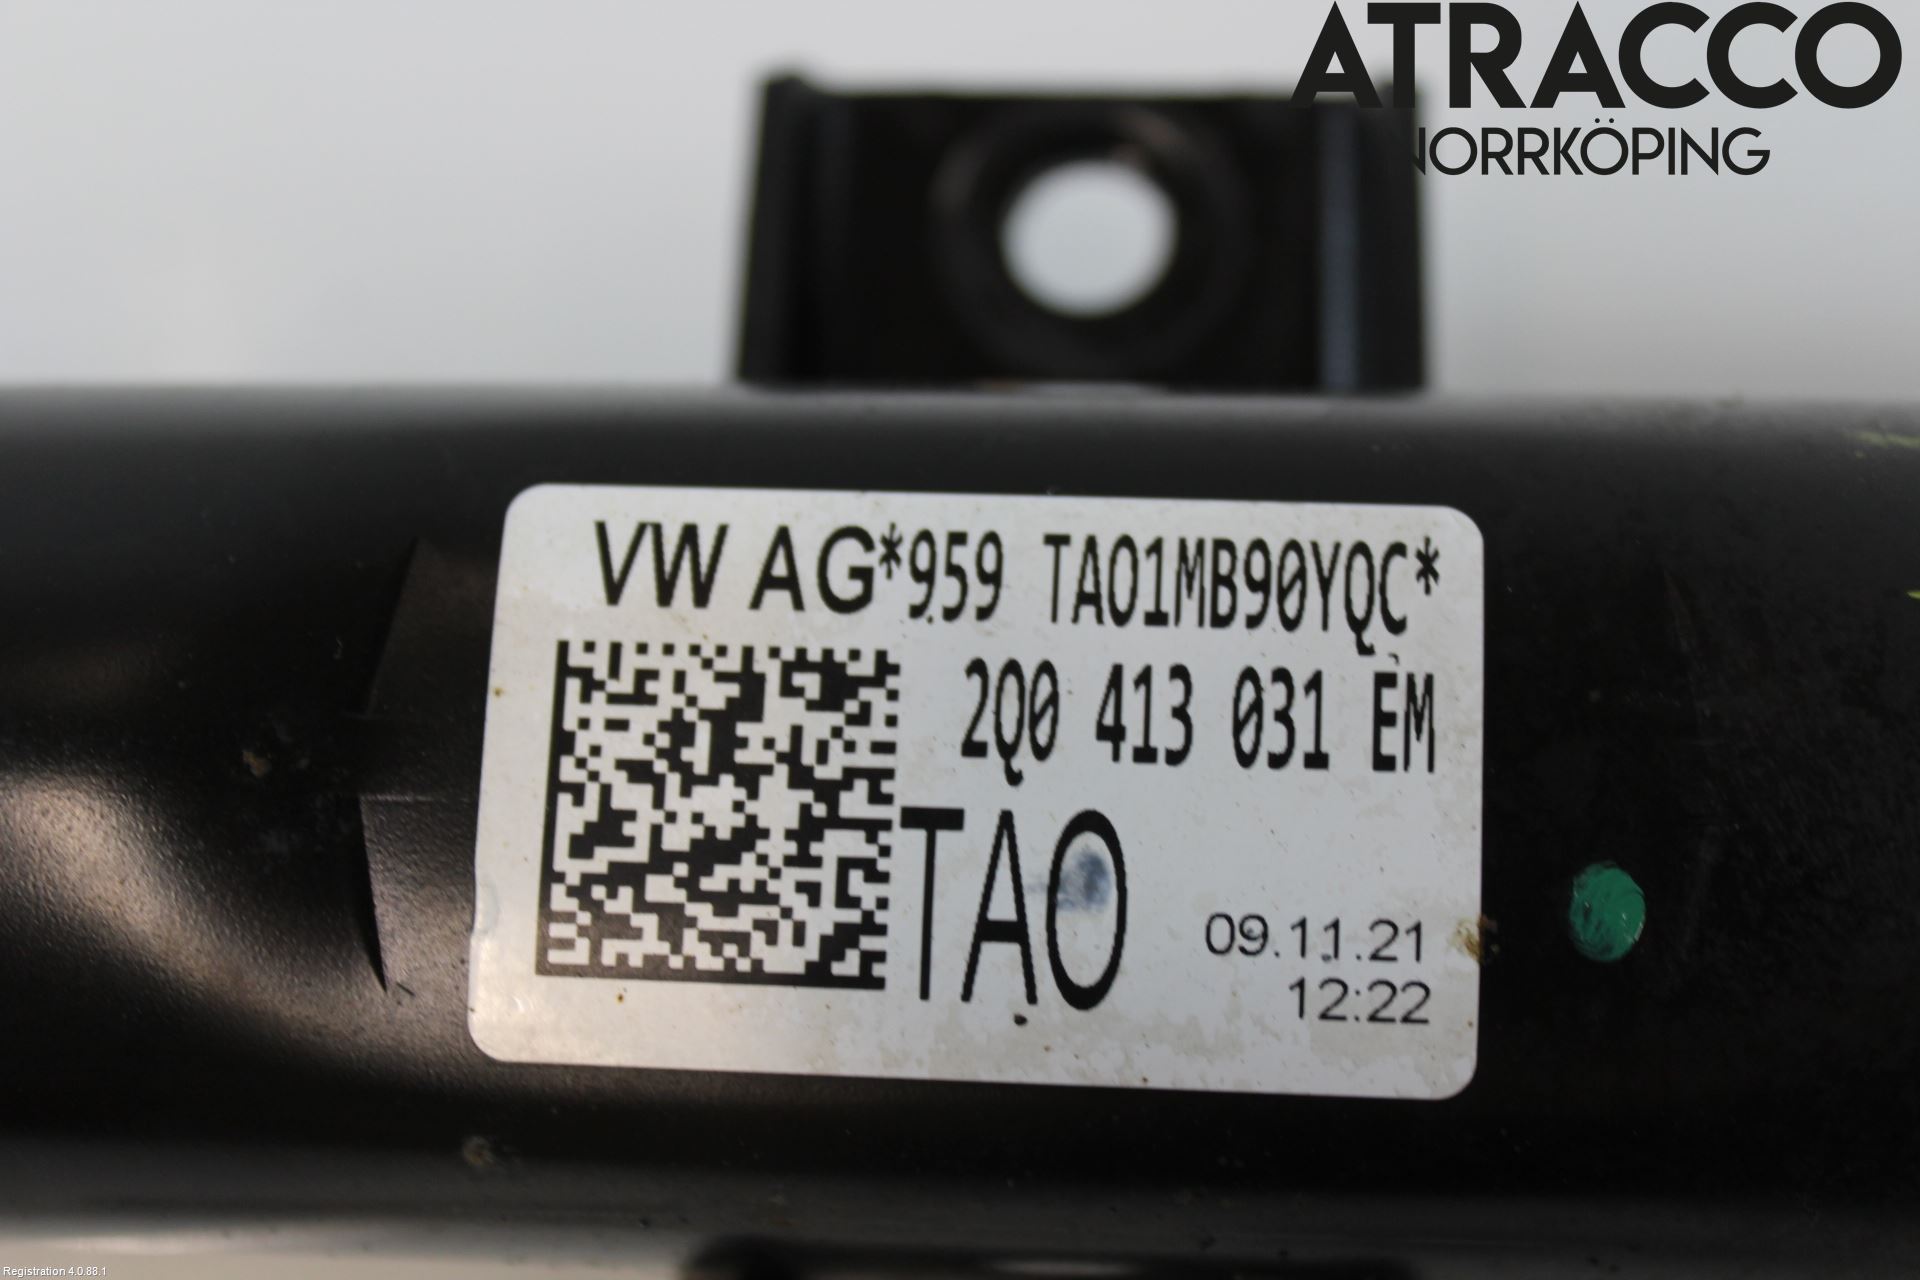 ATRACCO
NORRKÖPING
VW AG*959 TAO1MB90YQC*
2Q0 413 031 EM
TAO
09.11.21
12:22
Registration 4.0.88.1